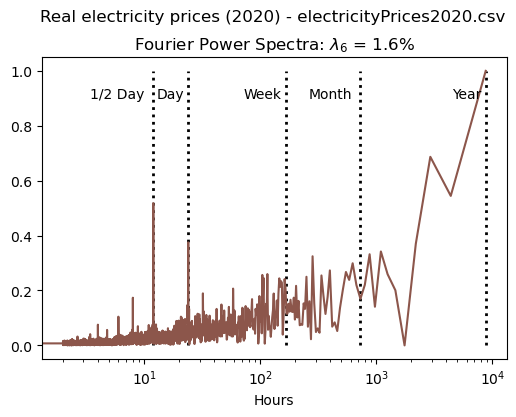 Real electricity prices (2020) - electricityPrices2020.csv
Fourier Power Spectra: λ₆ = 1.6%
1.0
1/2 Day Day Week Month Year
0.8
0.6
0.4
0.2
0.0
10¹ 10² 10³ 10⁴
Hours